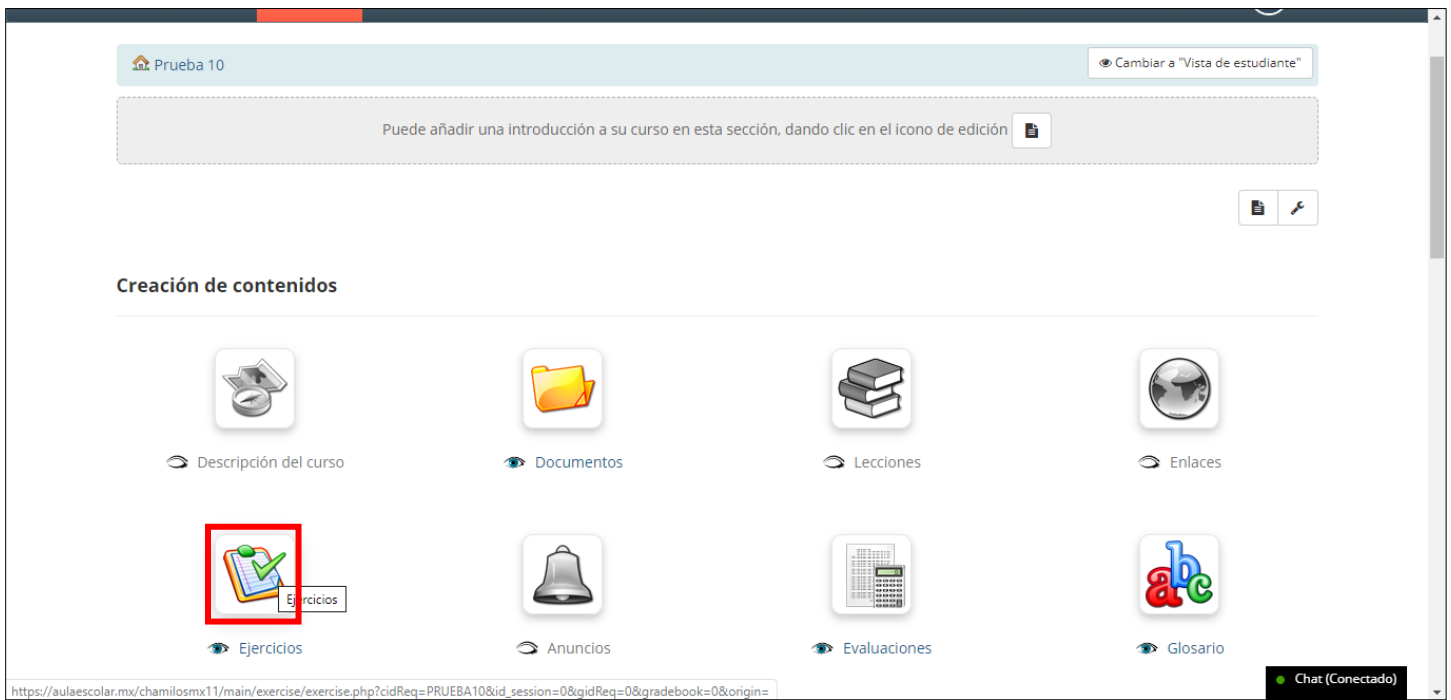 Prueba 10
Cambiar a "Vista de estudiante"
Puede añadir una introducción a su curso en esta sección, dando clic en el icono de edición
Creación de contenidos
Descripción del curso
Documentos
Lecciones
Enlaces
abc
Ejercicios
Ejercicios
Anuncios
Evaluaciones
Glosario
Chat (Conectado)
https://aulaescolar.mx/chamilosmx11/main/exercise/exercise.php?cidReq=PRUEBA10&id_session=0&gidReq=0&gradebook=0&origin=